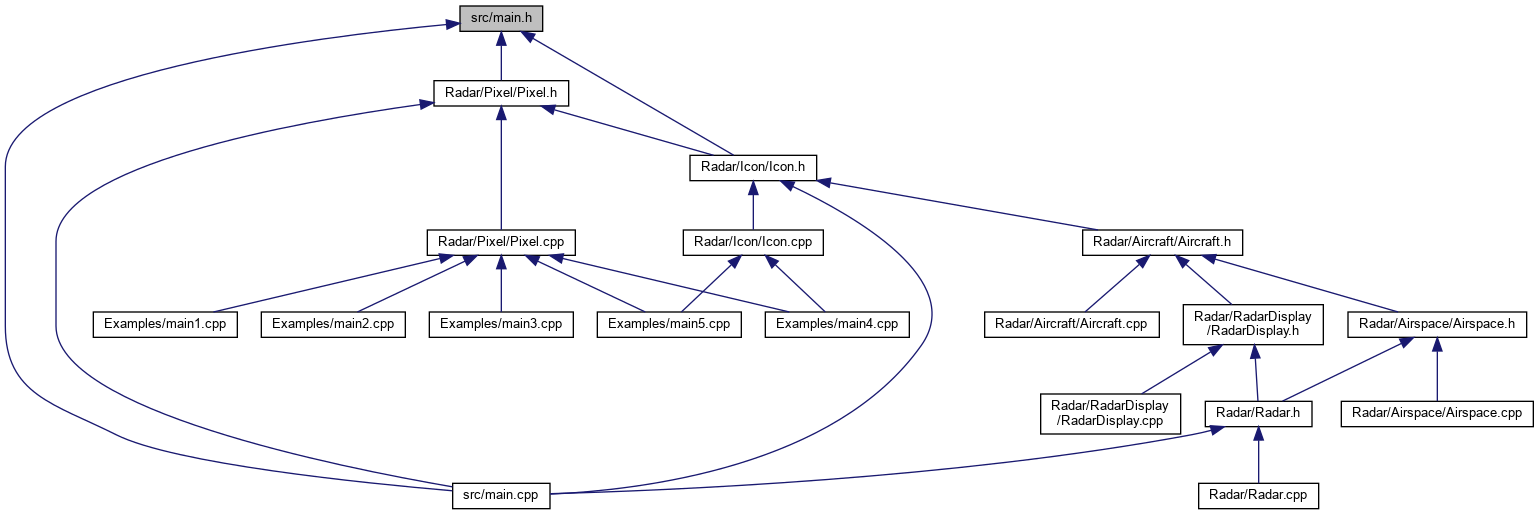 src/main.h
Radar/Pixel/Pixel.h
Radar/Icon/Icon.h
Radar/Pixel/Pixel.cpp
Radar/Icon/Icon.cpp
Radar/Aircraft/Aircraft.h
Examples/main1.cpp
Examples/main2.cpp
Examples/main3.cpp
Examples/main5.cpp
Examples/main4.cpp
Radar/Aircraft/Aircraft.cpp
Radar/RadarDisplay
/RadarDisplay.h
Radar/Airspace/Airspace.h
Radar/RadarDisplay
/RadarDisplay.cpp
Radar/Radar.h
Radar/Airspace/Airspace.cpp
src/main.cpp
Radar/Radar.cpp